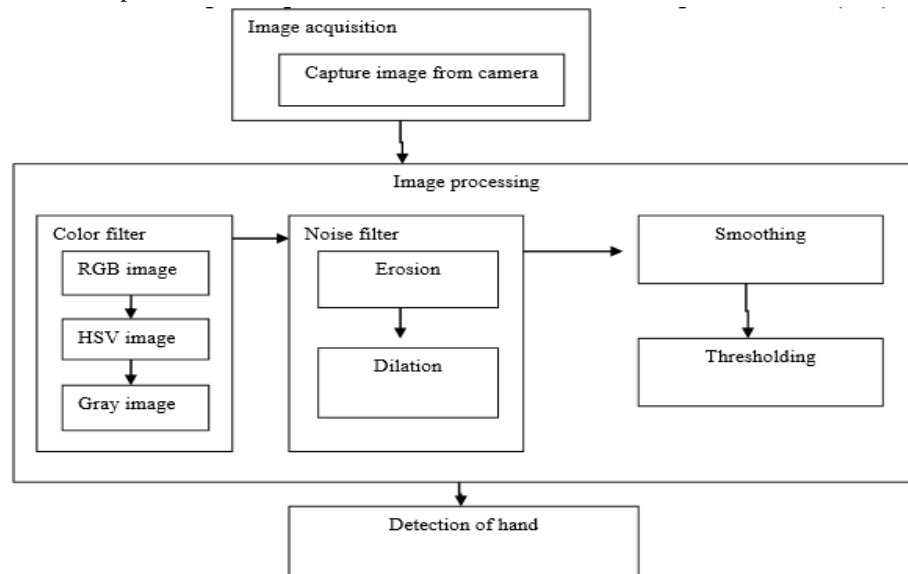 Image acquisition
Capture image from camera
Image processing
Color filter
RGB image
HSV image
Gray image
Noise filter
Erosion
Dilation
Smoothing
Thresholding
Detection of hand